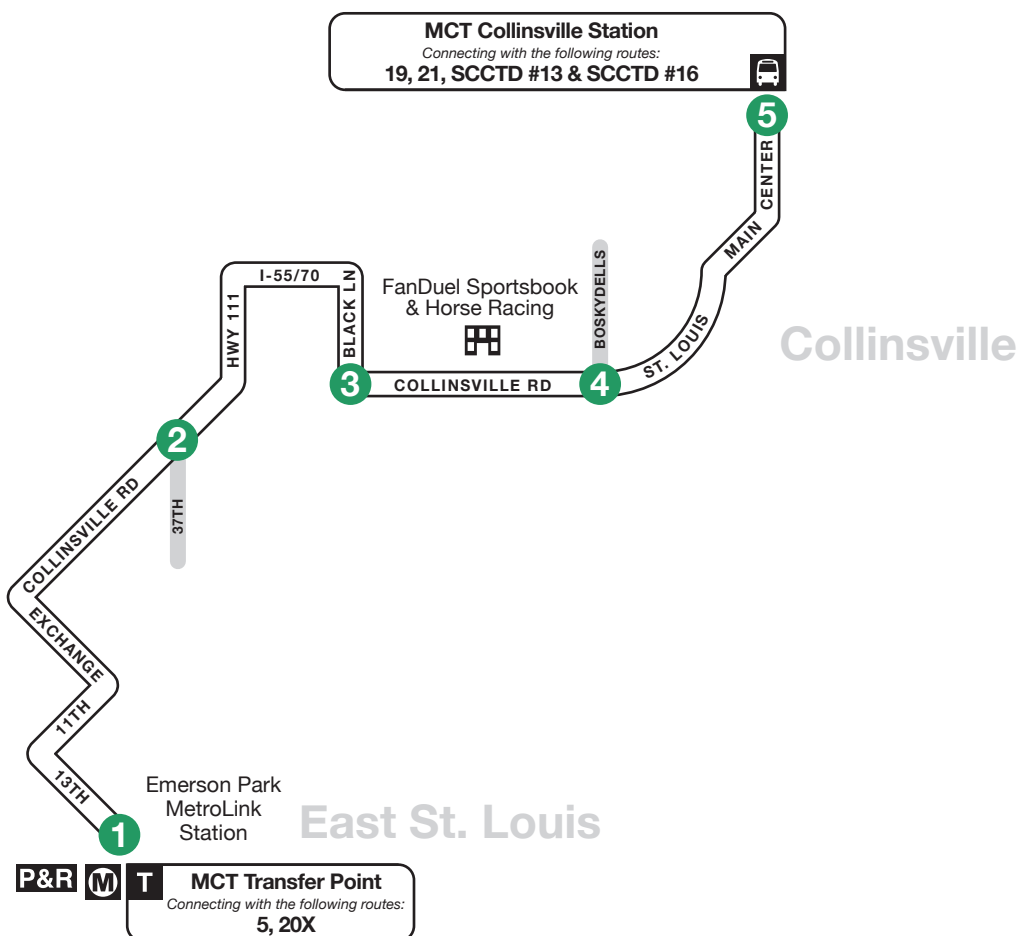 MCT Collinsville Station
Connecting with the following routes:
19, 21, SCCTD #13 & SCCTD #16
5
CENTER
MAIN
ST. LOUIS
BOSKYDELLS
I-55/70
HWY 111
BLACK LN
FanDuel Sportsbook
& Horse Racing
Collinsville
3
COLLINSVILLE RD
4
2
37TH
COLLINSVILLE RD
EXCHANGE
11TH
13TH
1
Emerson Park
MetroLink
Station
East St. Louis
P&R
M
T
MCT Transfer Point
Connecting with the following routes:
5, 20X